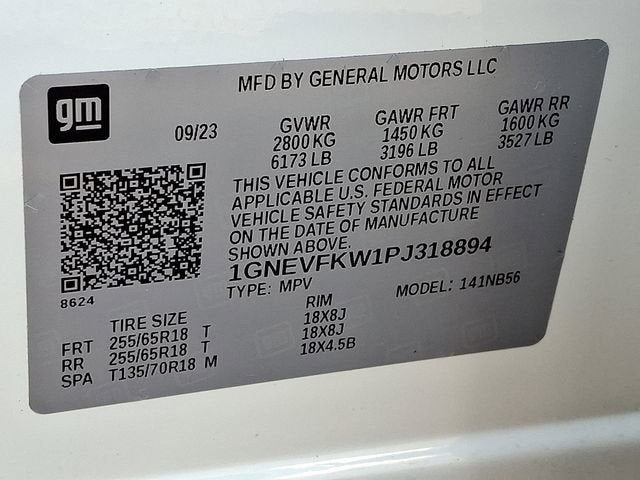 MFD BY GENERAL MOTORS LLC
gm
09/23 GVWR GAWR FRT GAWR RR
2800 KG 1450 KG 1600 KG
6173 LB 3196 LB 3527 LB
THIS VEHICLE CONFORMS TO ALL
APPLICABLE U.S. FEDERAL MOTOR
VEHICLE SAFETY STANDARDS IN EFFECT
ON THE DATE OF MANUFACTURE
SHOWN ABOVE.
1GNEVFKW1PJ318894
8624
TYPE: MPV MODEL: 141NB56
TIRE SIZE RIM
FRT 255/65R18 T 18X8J
RR 255/65R18 T 18X8J
SPA T135/70R18 M 18X4.5B